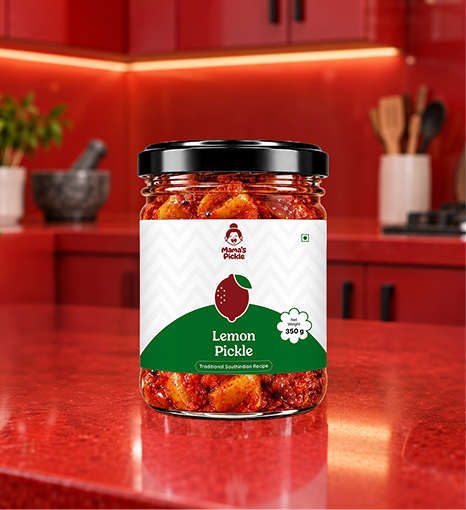 Mama's
Pickle
Lemon
Pickle
Net
Weight
350 g
Traditional Southindian Recipe